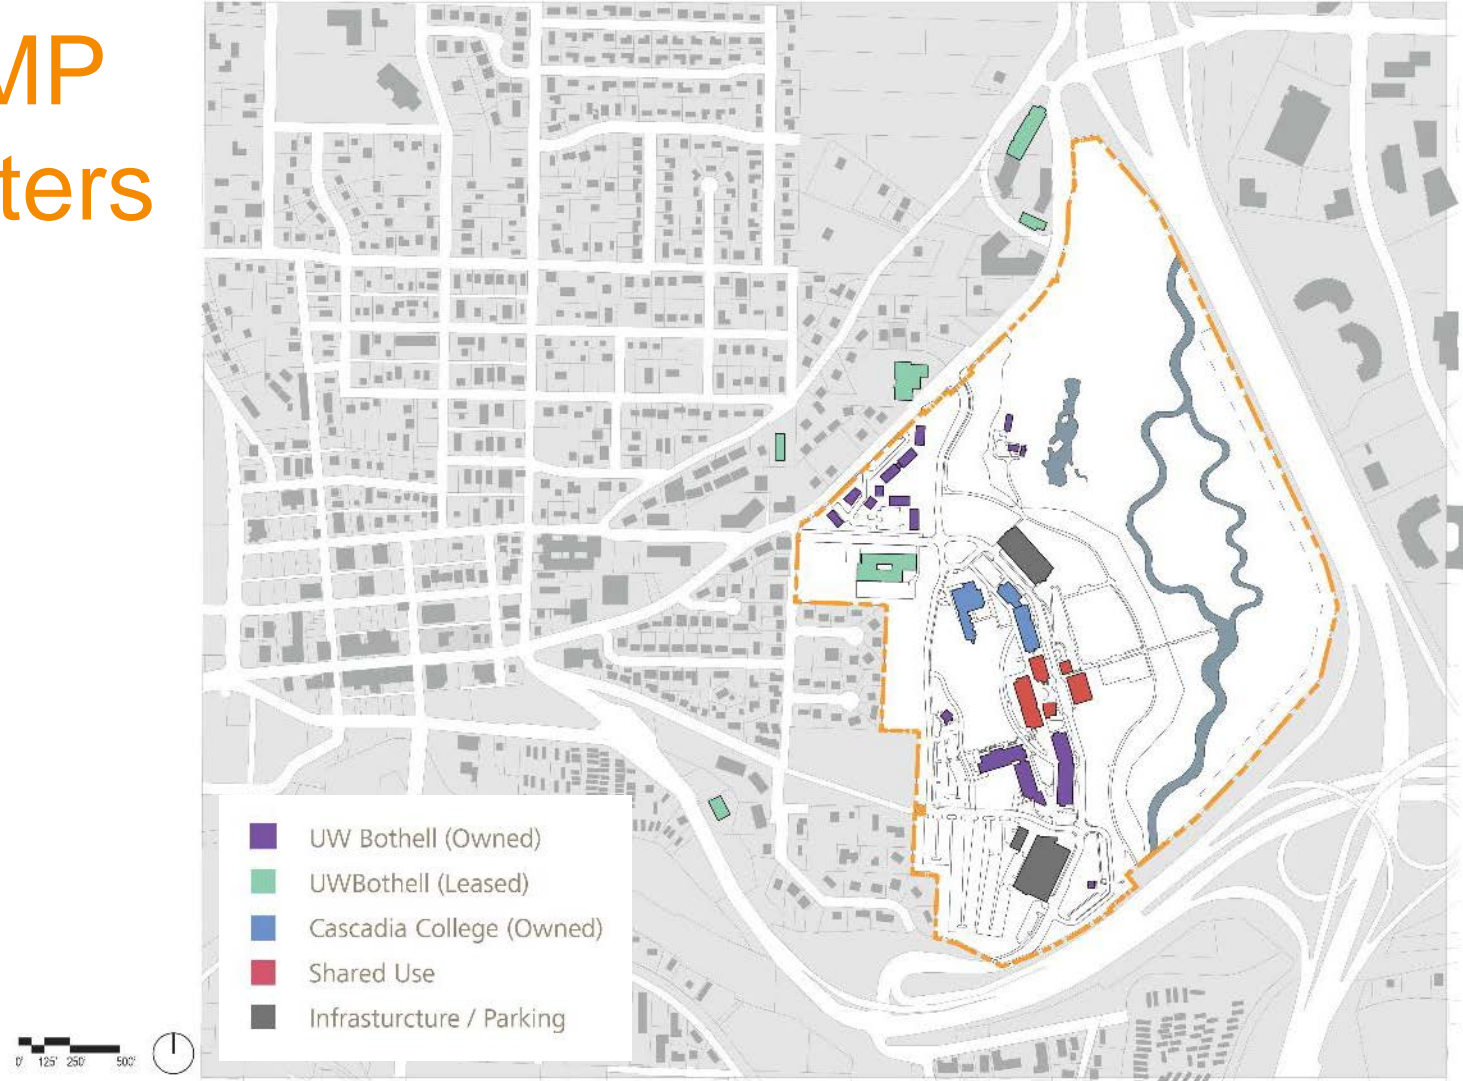 MP
ters
UW Bothell (Owned)
UWBothell (Leased)
Cascadia College (Owned)
Shared Use
Infrasturcture / Parking
0' 125' 250' 500'